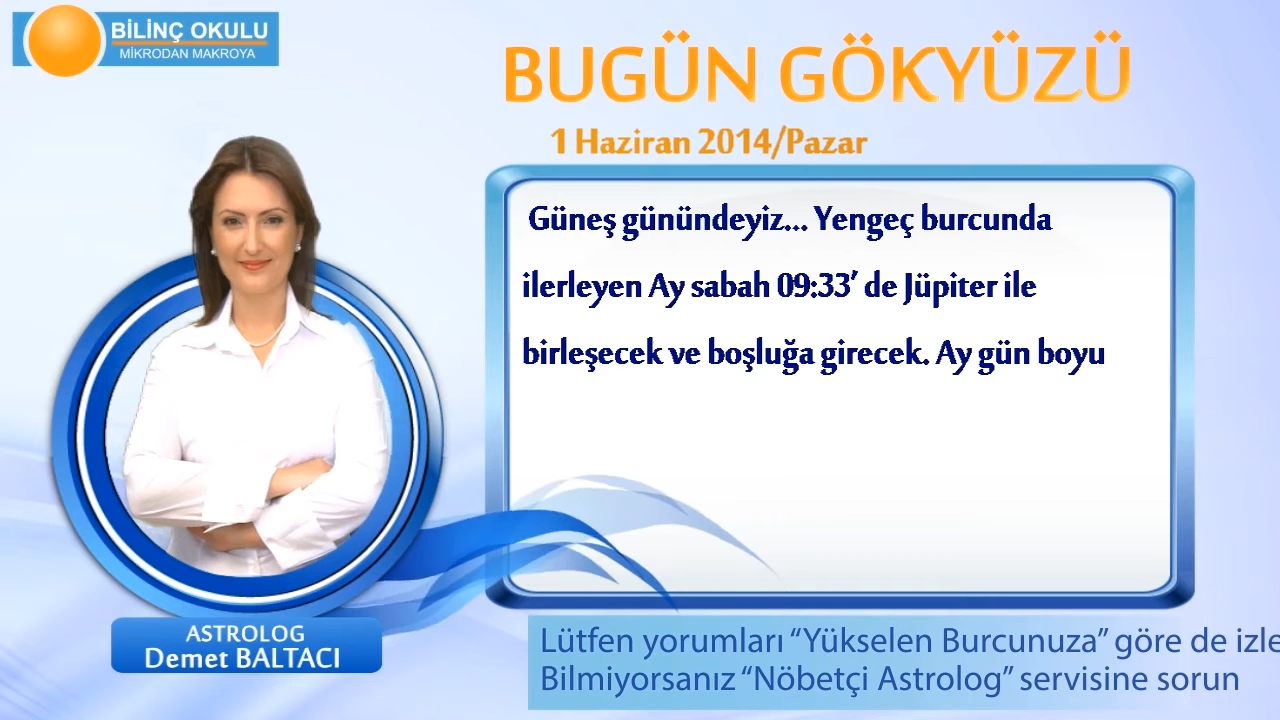 BİLİNÇ OKULU
MİKRODAN MAKROYA
BUGÜN GÖKYÜZÜ
1 Haziran 2014/Pazar
Güneş günündeyiz... Yengeç burcunda
ilerleyen Ay sabah 09:33' de Jüpiter ile
birleşecek ve boşluğa girecek. Ay gün boyu
ASTROLOG
Demet BALTACI
Lütfen yorumları “Yükselen Burcunuza” göre de izle
Bilmiyorsanız “Nöbetçi Astrolog” servisine sorun